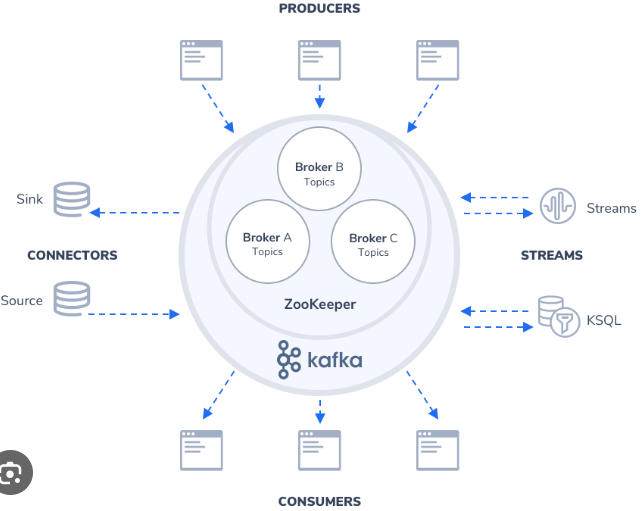 PRODUCERS
Broker B
Topics
Sink
Streams
Broker A
Topics
Broker C
Topics
CONNECTORS
STREAMS
Source
ZooKeeper
KSQL
kafka
CONSUMERS